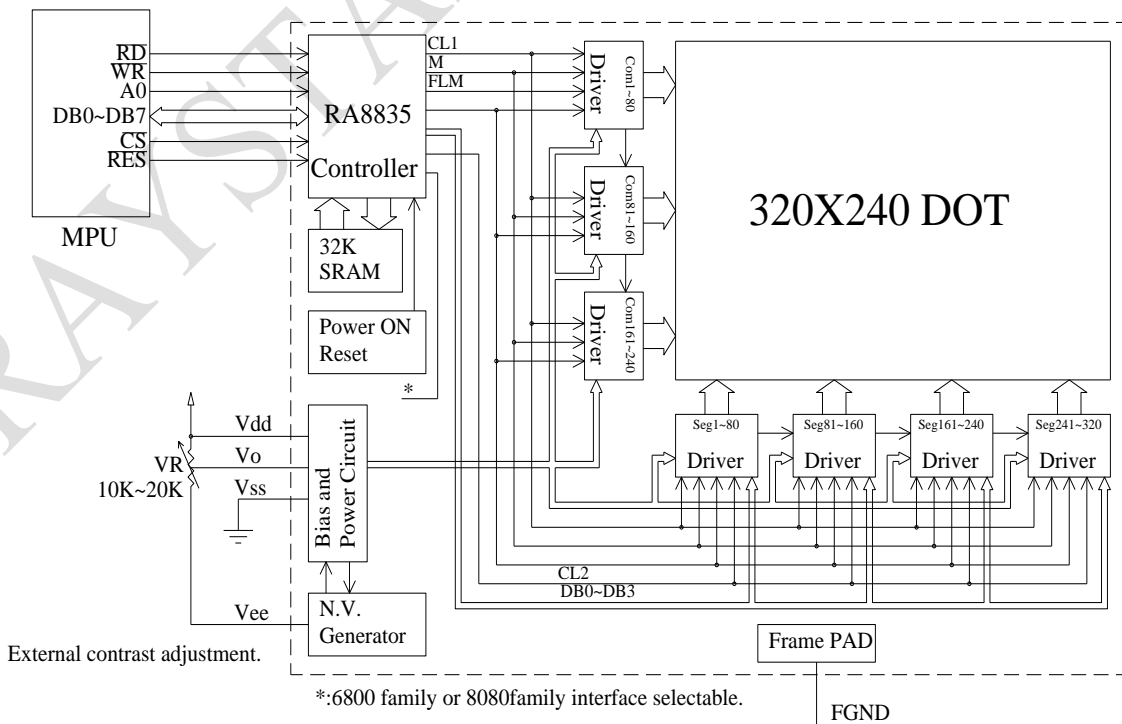 RAYSTA
MPU
RD
WR
A0
DB0~DB7
CS
RES
RA8835
Controller
32K
SRAM
Power ON
Reset
*
CL1
M
FLM
Driver
Com1~80
Driver
Com81~160
Driver
Com161~240
320X240 DOT
Seg1~80
Driver
Seg81~160
Driver
Seg161~240
Driver
Seg241~320
Driver
CL2
DB0~DB3
Vdd
Vo
VR
10K~20K
Vss
Vee
Bias and
Power Circuit
N.V.
Generator
External contrast adjustment.
Frame PAD
FGND
*:6800 family or 8080family interface selectable.